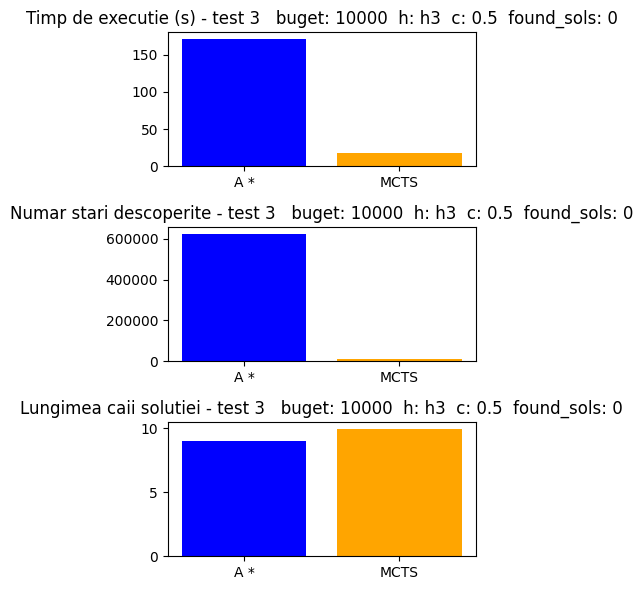 Timp de executie (s) - test 3   buget: 10000  h: h3  c: 0.5  found_sols: 0
150
100
50
0
A *
MCTS
Numar stari descoperite - test 3   buget: 10000  h: h3  c: 0.5  found_sols: 0
600000
400000
200000
0
A *
MCTS
Lungimea caii solutiei - test 3   buget: 10000  h: h3  c: 0.5  found_sols: 0
10
5
0
A *
MCTS